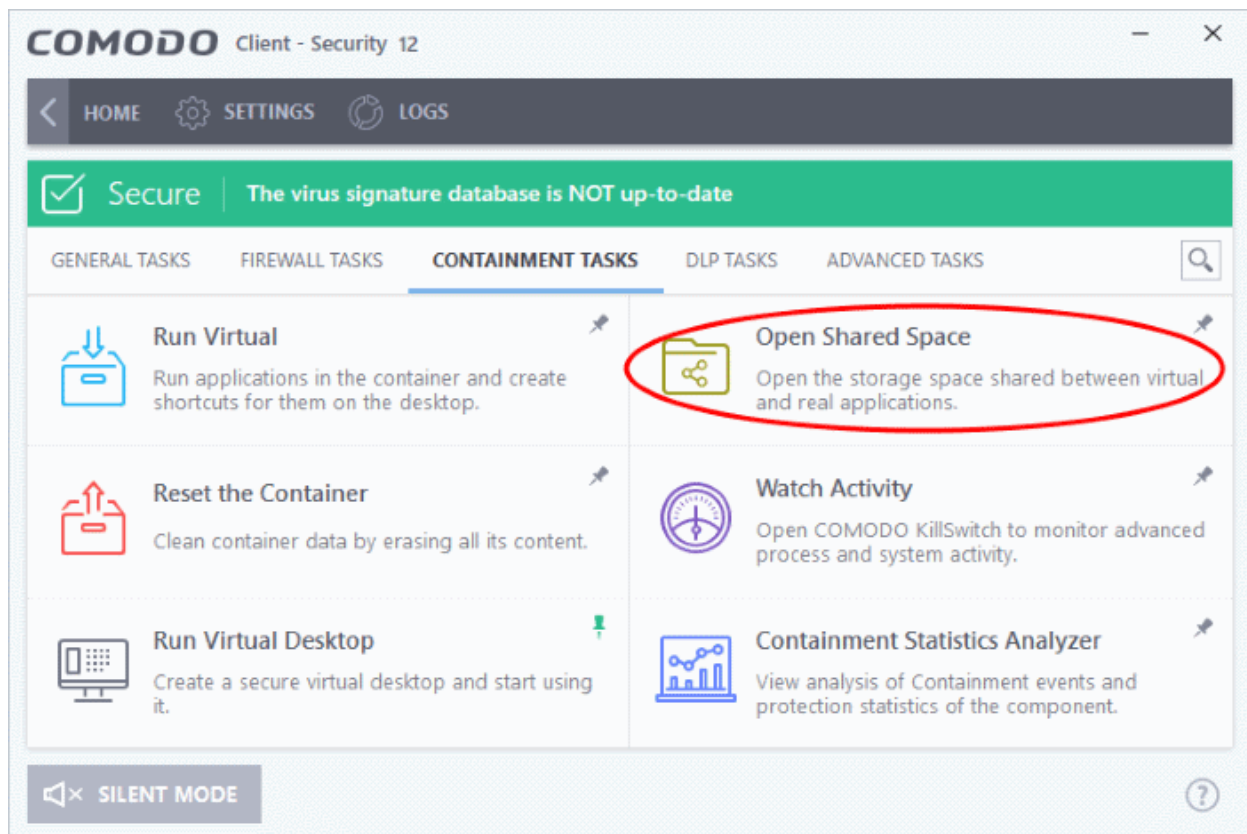 COMODO Client - Security 12
HOME SETTINGS LOGS
Secure The virus signature database is NOT up-to-date
GENERAL TASKS FIREWALL TASKS CONTAINMENT TASKS DLP TASKS ADVANCED TASKS
Run Virtual
Run applications in the container and create
shortcuts for them on the desktop.
Open Shared Space
Open the storage space shared between virtual
and real applications.
Reset the Container
Clean container data by erasing all its content.
Watch Activity
Open COMODO KillSwitch to monitor advanced
process and system activity.
Run Virtual Desktop
Create a secure virtual desktop and start using
it.
Containment Statistics Analyzer
View analysis of Containment events and
protection statistics of the component.
SILENT MODE
?